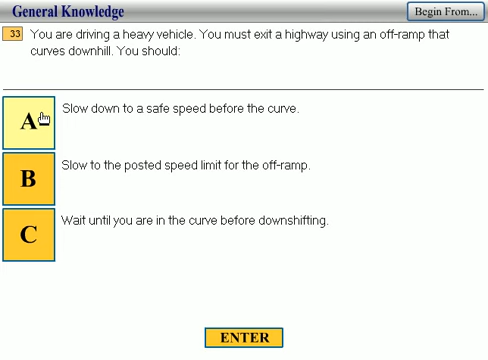 General Knowledge
Begin From...
33 You are driving a heavy vehicle. You must exit a highway using an off-ramp that
curves downhill. You should:
A Slow down to a safe speed before the curve.
B Slow to the posted speed limit for the off-ramp.
C Wait until you are in the curve before downshifting.
ENTER